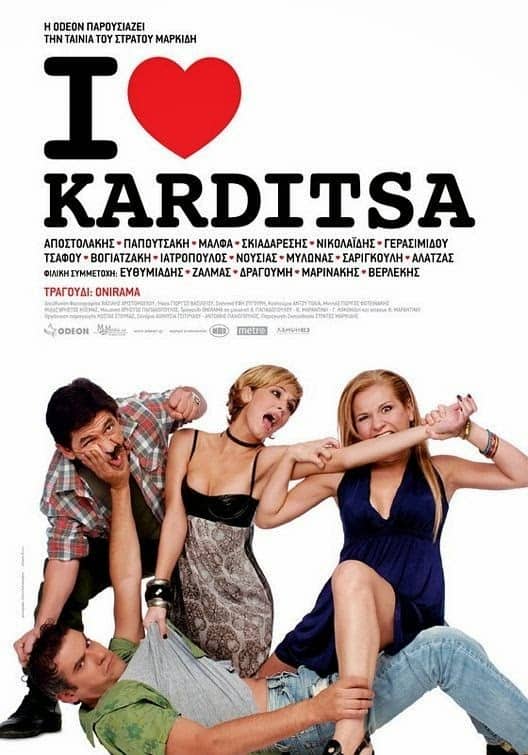 Η ODEON ΠΑΡΟΥΣΙΑΖΕΙ
ΤΗΝ ΤΑΙΝΙΑ ΤΟΥ ΣΤΡΑΤΟΥ ΜΑΡΚΙΔΗ
I ♥
KARDITSA
ΑΠΟΣΤΟΛΑΚΗΣ ♥ ΠΑΠΟΥΤΣΑΚΗ ♥ ΜΑΛΦΑ ♥ ΣΚΙΑΔΑΡΕΣΗΣ ♥ ΝΙΚΟΛΑΪΔΗΣ ♥ ΓΕΡΑΣΙΜΙΔΟΥ
ΤΣΑΦΟΥ ♥ ΒΟΓΙΑΤΖΑΚΗ ♥ ΙΑΤΡΟΠΟΥΛΟΣ ♥ ΝΟΥΣΙΑΣ ♥ ΜΥΛΩΝΑΣ ♥ ΣΑΡΙΓΚΟΥΛΗ ♥ ΑΛΑΤΖΑΣ
ΦΙΛΙΚΗ ΣΥΜΜΕΤΟΧΗ: ΕΥΘΥΜΙΑΔΗΣ ♥ ΖΑΛΜΑΣ ♥ ΔΡΑΓΟΥΜΗ ♥ ΜΑΡΙΝΑΚΗΣ ♥ ΒΕΡΛΕΚΗΣ
ΤΡΑΓΟΥΔΙ: ONIRAMA
ODEON metro